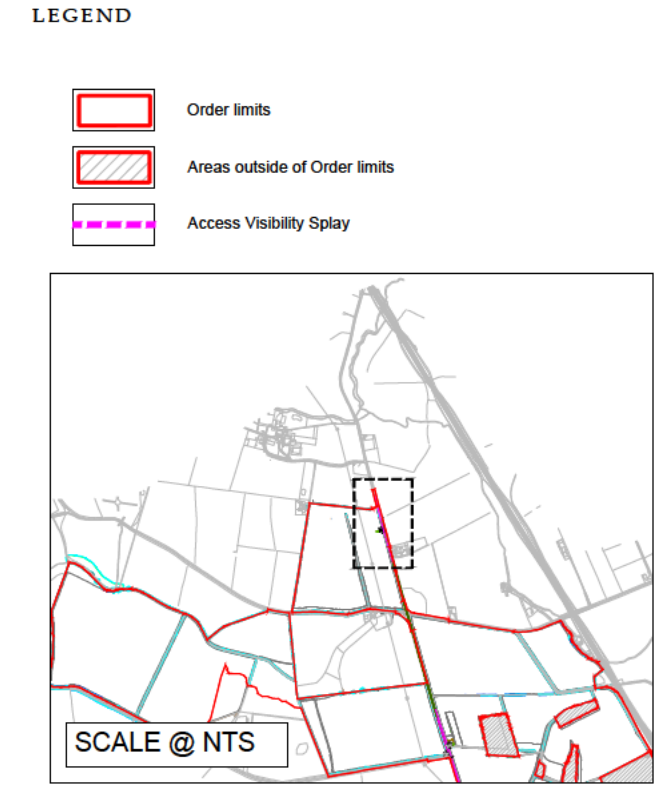 LEGEND
Order limits
Areas outside of Order limits
Access Visibility Splay
SCALE @ NTS